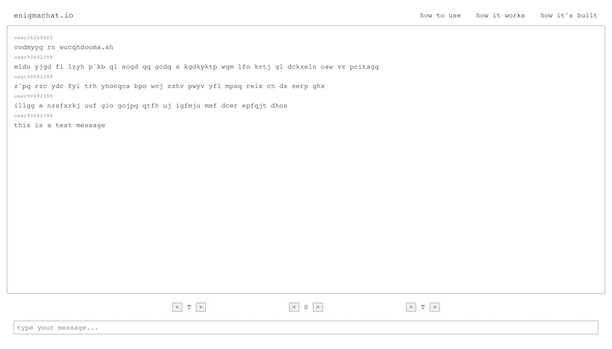 enigmachat.io
how to use how it works how it's built
user26269603
vodmyyq rn wucqhdooma.sh
user90692399
mldu yjgd fi lzyh p'kb ql sogd qq gcdq s kgdkyktp wqm lfo krtj gl dckxeln oaw vz pcitagq
user90692399
z'pq rzc ydc fyl trh yhocqca bpo wcj zzhv pwyv yfl mpsq reix cn dx serp ghx
user90692399
illgg a nzsfxrkj uuf gio gojpq qtfh uj igfmju mmf dcer epfqjt dhos
user90692399
this is a test message
< T > < S > < T >
type your message...